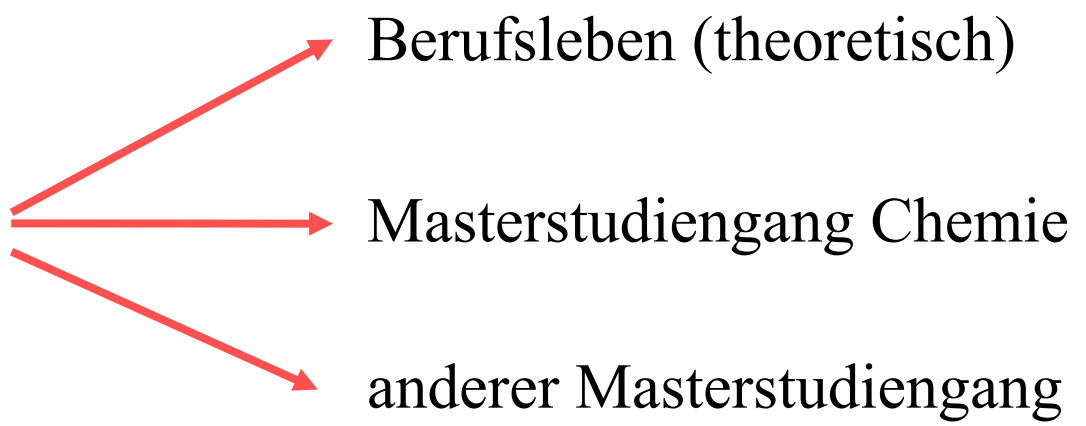 Berufsleben (theoretisch)
Masterstudiengang Chemie
anderer Masterstudiengang